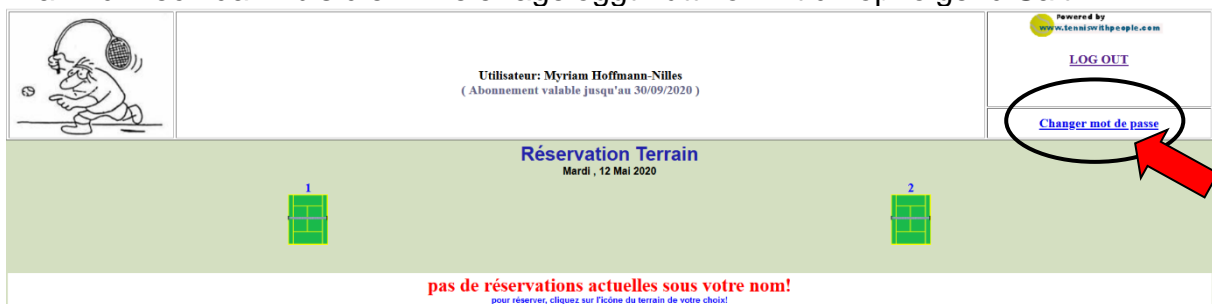 Powered by
www.tenniswithpeople.com
LOG OUT
Utilisateur: Myriam Hoffmann-Nilles
( Abonnement valable jusqu'au 30/09/2020 )
Changer mot de passe
Réservation Terrain
Mardi , 12 Mai 2020
1
2
pas de réservations actuelles sous votre nom!
pour réserver, cliquez sur l'icône du terrain de votre choix!